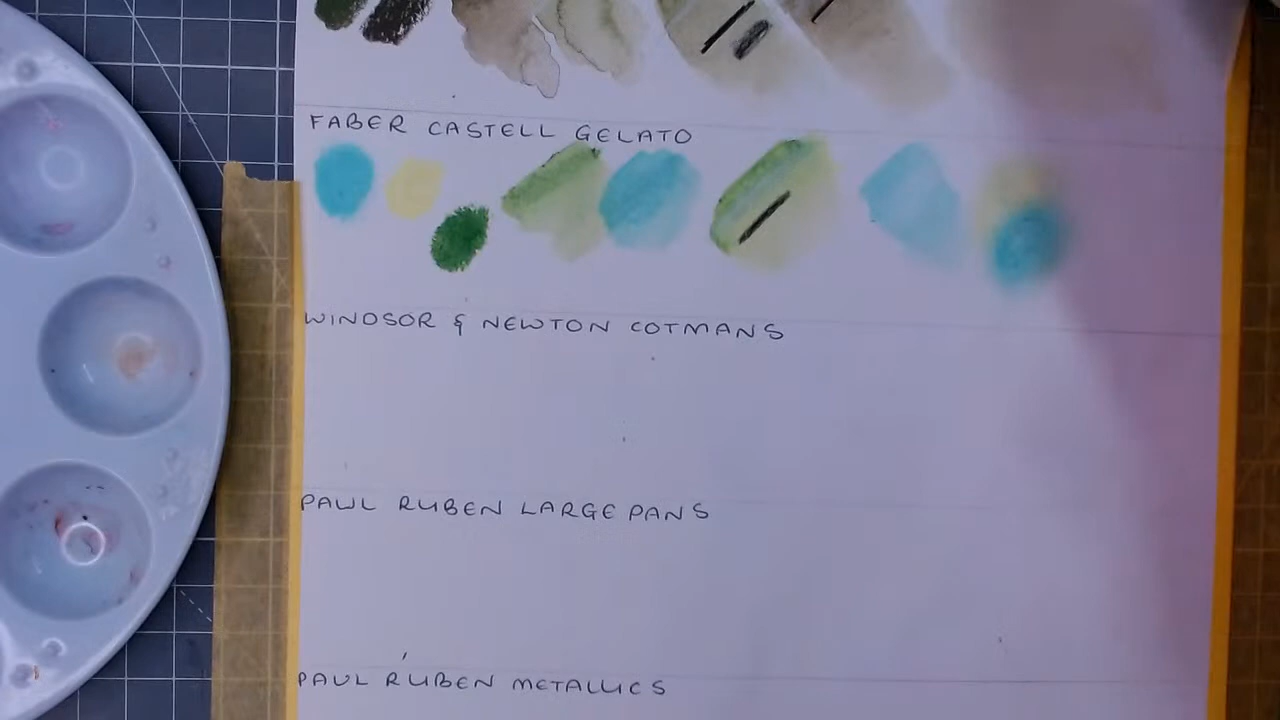 FABER CASTELL GELATO
WINDSOR & NEWTON COTMANS
PAUL RUBEN LARGE PANS
PAUL RUBEN METALLICS